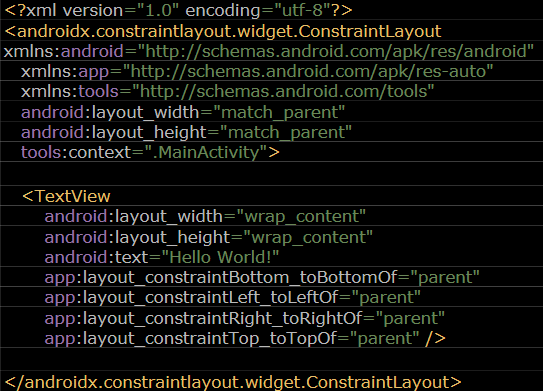 <?xml version="1.0" encoding="utf-8"?>
<androidx.constraintlayout.widget.ConstraintLayout
xmlns:android="http://schemas.android.com/apk/res/android"
xmlns:app="http://schemas.android.com/apk/res-auto"
xmlns:tools="http://schemas.android.com/tools"
android:layout_width="match_parent"
android:layout_height="match_parent"
tools:context=".MainActivity">
<TextView
android:layout_width="wrap_content"
android:layout_height="wrap_content"
android:text="Hello World!"
app:layout_constraintBottom_toBottomOf="parent"
app:layout_constraintLeft_toLeftOf="parent"
app:layout_constraintRight_toRightOf="parent"
app:layout_constraintTop_toTopOf="parent" />
</androidx.constraintlayout.widget.ConstraintLayout>